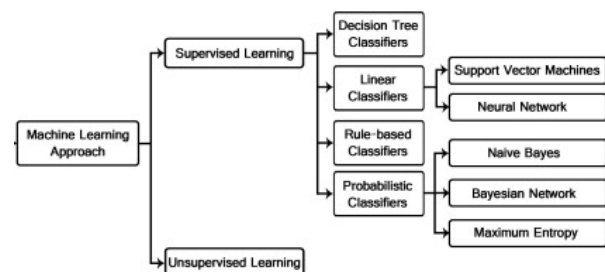 Decision Tree
Classifiers
Supervised Learning
Linear
Classifiers
Support Vector Machines
Neural Network
Machine Learning
Approach
Rule-based
Classifiers
Naive Bayes
Probabilistic
Classifiers
Bayesian Network
Maximum Entropy
Unsupervised Learning